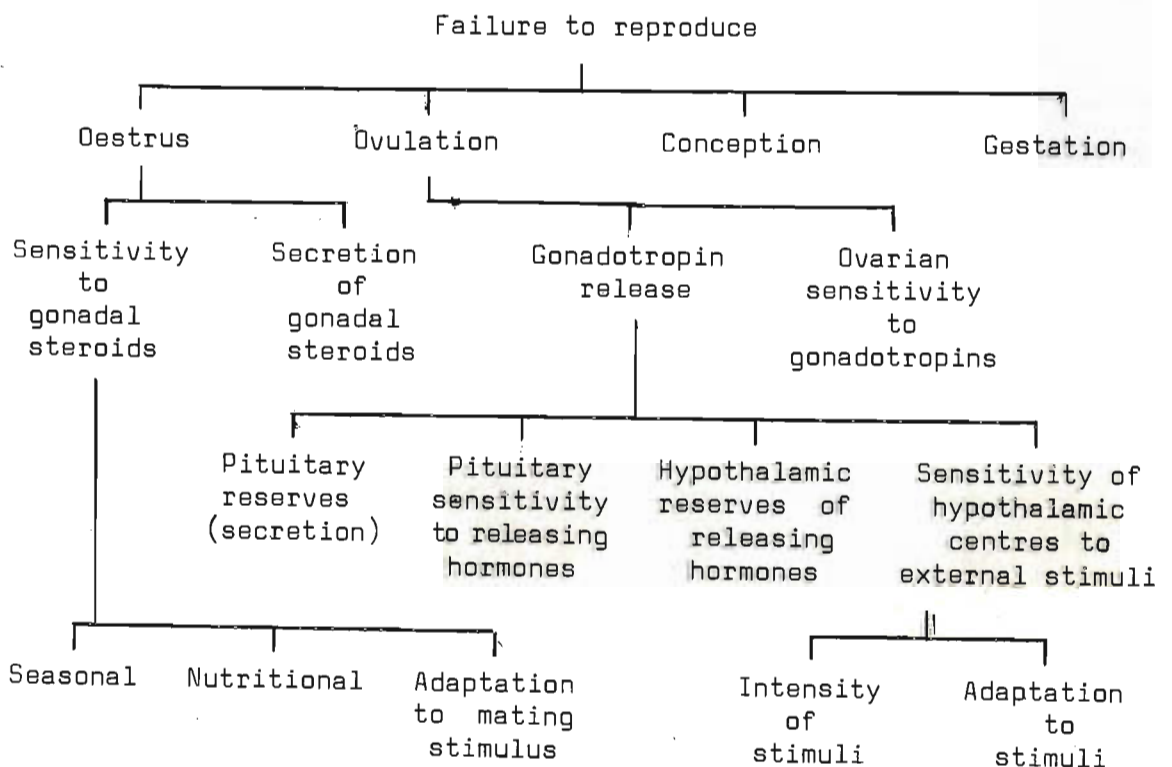 Failure to reproduce
Oestrus
Ovulation
Conception
Gestation
Sensitivity
to
gonadal
steroids
Secretion
of
gonadal
steroids
Gonadotropin
release
Ovarian
sensitivity
to
gonadotropins
Pituitary
reserves
(secretion)
Pituitary
sensitivity
to releasing
hormones
Hypothalamic
reserves of
releasing
hormones
Sensitivity of
hypothalamic
centres to
external stimuli
Seasonal
Nutritional
Adaptation
to mating
stimulus
Intensity
of
stimuli
Adaptation
to
stimuli